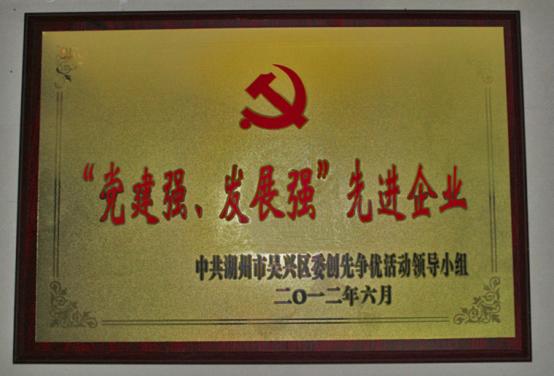 “党建强、发展强”先进企业
中共湖州市吴兴区委创先争优活动领导小组
二O一二年六月